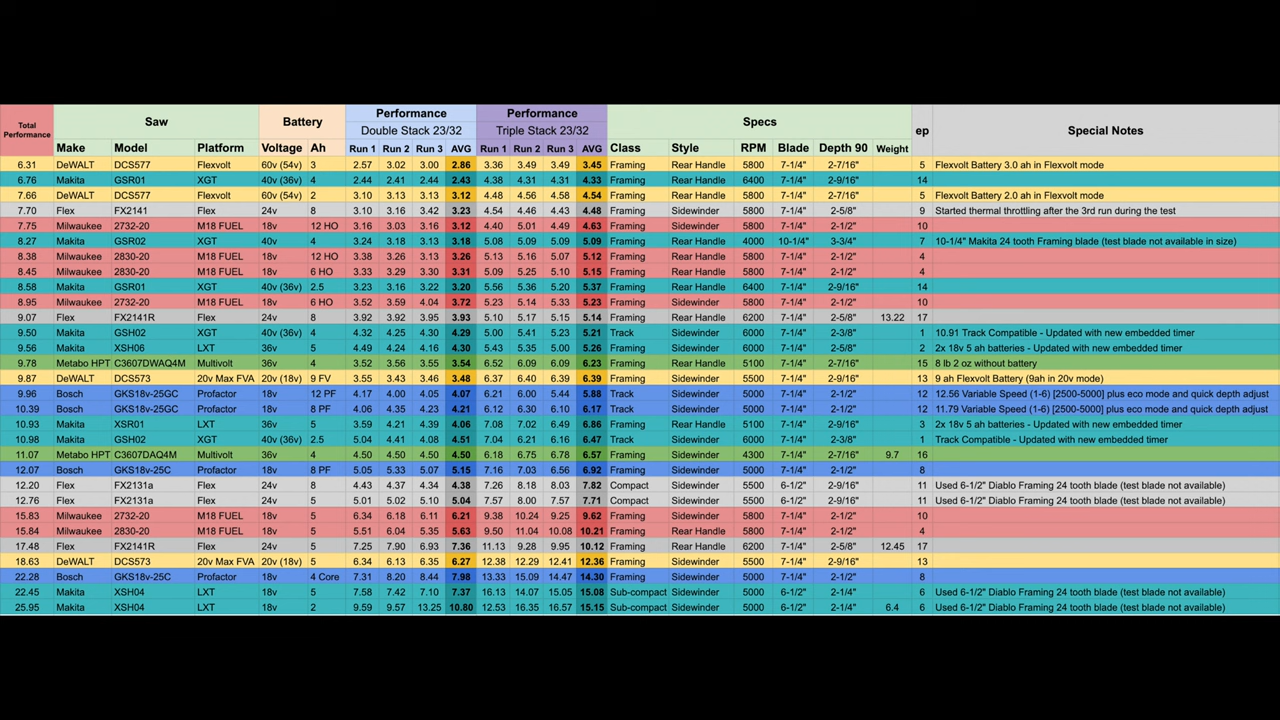 Total Performance Saw Battery Performance Performance Specs ep Special Notes
Double Stack 23/32 Triple Stack 23/32
Make Model Platform Voltage Ah Run 1 Run 2 Run 3 AVG Run 1 Run 2 Run 3 AVG Class Style RPM Blade Depth 90 Weight
6.31 DeWALT DCS577 Flexvolt 60v (54v) 3 2.57 3.02 3.00 2.86 3.36 3.49 3.49 3.45 Framing Rear Handle 5800 7-1/4" 2-7/16" 5 Flexvolt Battery 3.0 ah in Flexvolt mode
6.76 Makita GSR01 XGT 40v (36v) 4 2.44 2.41 2.44 2.43 4.38 4.31 4.31 4.33 Framing Rear Handle 6400 7-1/4" 2-9/16" 14
7.66 DeWALT DCS577 Flexvolt 60v (54v) 2 3.10 3.13 3.13 3.12 4.48 4.56 4.58 4.54 Framing Rear Handle 5800 7-1/4" 2-7/16" 5 Flexvolt Battery 2.0 ah in Flexvolt mode
7.70 Flex FX2141 Flex 24v 8 3.10 3.16 3.42 3.23 4.54 4.46 4.43 4.48 Framing Sidewinder 5800 7-1/4" 2-5/8" 9 Started thermal throttling after the 3rd run during the test
7.75 Milwaukee 2732-20 M18 FUEL 18v 12 HO 3.16 3.03 3.16 3.12 4.40 5.01 4.49 4.63 Framing Sidewinder 5800 7-1/4" 2-1/2" 10
8.27 Makita GSR02 XGT 40v (36v) 4 3.24 3.18 3.13 3.18 5.08 5.09 5.09 5.09 Framing Rear Handle 4000 10-1/4" 3-3/4" 7 10-1/4" Makita 24 tooth Framing blade (test blade not available in size)
8.38 Milwaukee 2830-20 M18 FUEL 18v 12 HO 3.38 3.26 3.13 3.26 5.13 5.16 5.07 5.12 Framing Rear Handle 5800 7-1/4" 2-1/2" 4
8.45 Milwaukee 2830-20 M18 FUEL 18v 6 HO 3.33 3.29 3.30 3.31 5.09 5.25 5.10 5.15 Framing Rear Handle 5800 7-1/4" 2-1/2" 4
8.58 Makita GSR01 XGT 40v (36v) 2.5 3.23 3.19 3.18 3.20 5.56 5.36 5.20 5.37 Framing Rear Handle 6400 7-1/4" 2-9/16" 14
8.95 Milwaukee 2732-20 M18 FUEL 18v 6 HO 3.52 3.59 4.04 3.72 5.23 5.14 5.33 5.23 Framing Sidewinder 5800 7-1/4" 2-1/2" 10
9.07 Flex FX2141R Flex 24v 8 3.92 3.92 3.95 3.93 5.10 5.17 5.15 5.14 Framing Rear Handle 6200 7-1/4" 2-5/8" 13.22 17
9.50 Makita GSH02 XGT 40v (36v) 4 4.32 4.25 4.30 4.29 5.00 5.41 5.23 5.21 Track Sidewinder 6000 7-1/4" 2-3/8" 1 10.91 Track Compatible - Updated with new embedded timer
9.56 Makita XSH06 LXT 36v 5 4.49 4.24 4.16 4.30 5.43 5.35 5.00 5.26 Framing Sidewinder 6000 7-1/4" 2-5/8" 2 2x 18v 5 ah batteries - Updated with new embedded timer
9.78 Metabo HPT C3607DWAQ4M Multivolt 36v 4 3.52 3.56 3.55 3.54 6.52 6.09 6.09 6.23 Framing Rear Handle 5100 7-1/4" 2-7/16" 15 8 lb 2 oz without battery
9.87 DeWALT DCS573 20v Max FVA 20v (18v) 9 FV 3.55 3.43 3.46 3.48 6.37 6.40 6.39 6.39 Framing Sidewinder 5500 7-1/4" 2-9/16" 13 9 ah Flexvolt Battery (9ah in 20v mode)
9.96 Bosch GKS18v-25GC Profactor 18v 12 PF 4.17 4.00 4.05 4.07 6.21 6.00 5.44 5.88 Track Sidewinder 5000 7-1/4" 2-1/2" 12 12.56 Variable Speed (1-6) [2500-5000] plus eco mode and quick depth adjust
10.39 Bosch GKS18v-25GC Profactor 18v 8 PF 4.06 4.35 4.23 4.21 6.12 6.30 6.10 6.17 Track Sidewinder 5000 7-1/4" 2-1/2" 12 11.79 Variable Speed (1-6) [2500-5000] plus eco mode and quick depth adjust
10.93 Makita XSR01 LXT 36v 5 3.59 4.21 4.39 4.06 7.08 7.02 6.49 6.86 Framing Rear Handle 5100 7-1/4" 2-9/16" 3 2x 18v 5 ah batteries - Updated with new embedded timer
10.98 Makita GSH02 XGT 40v (36v) 2.5 5.04 4.41 4.08 4.51 7.04 6.21 6.16 6.47 Track Sidewinder 6000 7-1/4" 2-3/8" 1 Track Compatible - Updated with new embedded timer
11.07 Metabo HPT C3607DAQ4M Multivolt 36v 4 4.50 4.50 4.50 4.50 6.18 6.75 6.78 6.57 Framing Sidewinder 4300 7-1/4" 2-7/16" 9.7 16
12.07 Bosch GKS18v-25C Profactor 18v 8 PF 5.05 5.33 5.07 5.15 7.16 7.03 6.56 6.92 Framing Sidewinder 5000 7-1/4" 2-1/2" 8
12.20 Flex FX2131a Flex 24v 8 4.43 4.37 4.34 4.38 7.26 8.18 8.03 7.82 Compact Sidewinder 5500 6-1/2" 2-9/16" 11 Used 6-1/2" Diablo Framing 24 tooth blade (test blade not available)
12.76 Flex FX2131a Flex 24v 5 5.01 5.02 5.10 5.04 7.57 8.00 7.57 7.71 Compact Sidewinder 5500 6-1/2" 2-9/16" 11 Used 6-1/2" Diablo Framing 24 tooth blade (test blade not available)
15.83 Milwaukee 2732-20 M18 FUEL 18v 5 6.34 6.18 6.11 6.21 9.38 10.24 9.25 9.62 Framing Sidewinder 5800 7-1/4" 2-1/2" 10
15.84 Milwaukee 2830-20 M18 FUEL 18v 5 5.51 6.04 5.35 5.63 9.50 11.04 10.08 10.21 Framing Rear Handle 5800 7-1/4" 2-1/2" 4
17.48 Flex FX2141R Flex 24v 5 7.25 7.90 6.93 7.36 11.13 9.28 9.95 10.12 Framing Rear Handle 6200 7-1/4" 2-5/8" 12.45 17
18.63 DeWALT DCS573 20v Max FVA 20v (18v) 5 6.34 6.13 6.35 6.27 12.38 12.29 12.41 12.36 Framing Sidewinder 5500 7-1/4" 2-9/16" 13
22.28 Bosch GKS18v-25C Profactor 18v 4 Core 7.31 8.20 8.44 7.98 13.33 15.09 14.47 14.30 Framing Sidewinder 5000 7-1/4" 2-1/2" 8
22.45 Makita XSH04 LXT 18v 5 7.58 7.42 7.10 7.37 16.13 14.07 15.05 15.08 Sub-compact Sidewinder 5000 6-1/2" 2-1/4" 6 Used 6-1/2" Diablo Framing 24 tooth blade (test blade not available)
25.95 Makita XSH04 LXT 18v 2 9.59 9.57 13.25 10.80 12.53 16.35 16.57 15.15 Sub-compact Sidewinder 5000 6-1/2" 2-1/4" 6.4 6 Used 6-1/2" Diablo Framing 24 tooth blade (test blade not available)